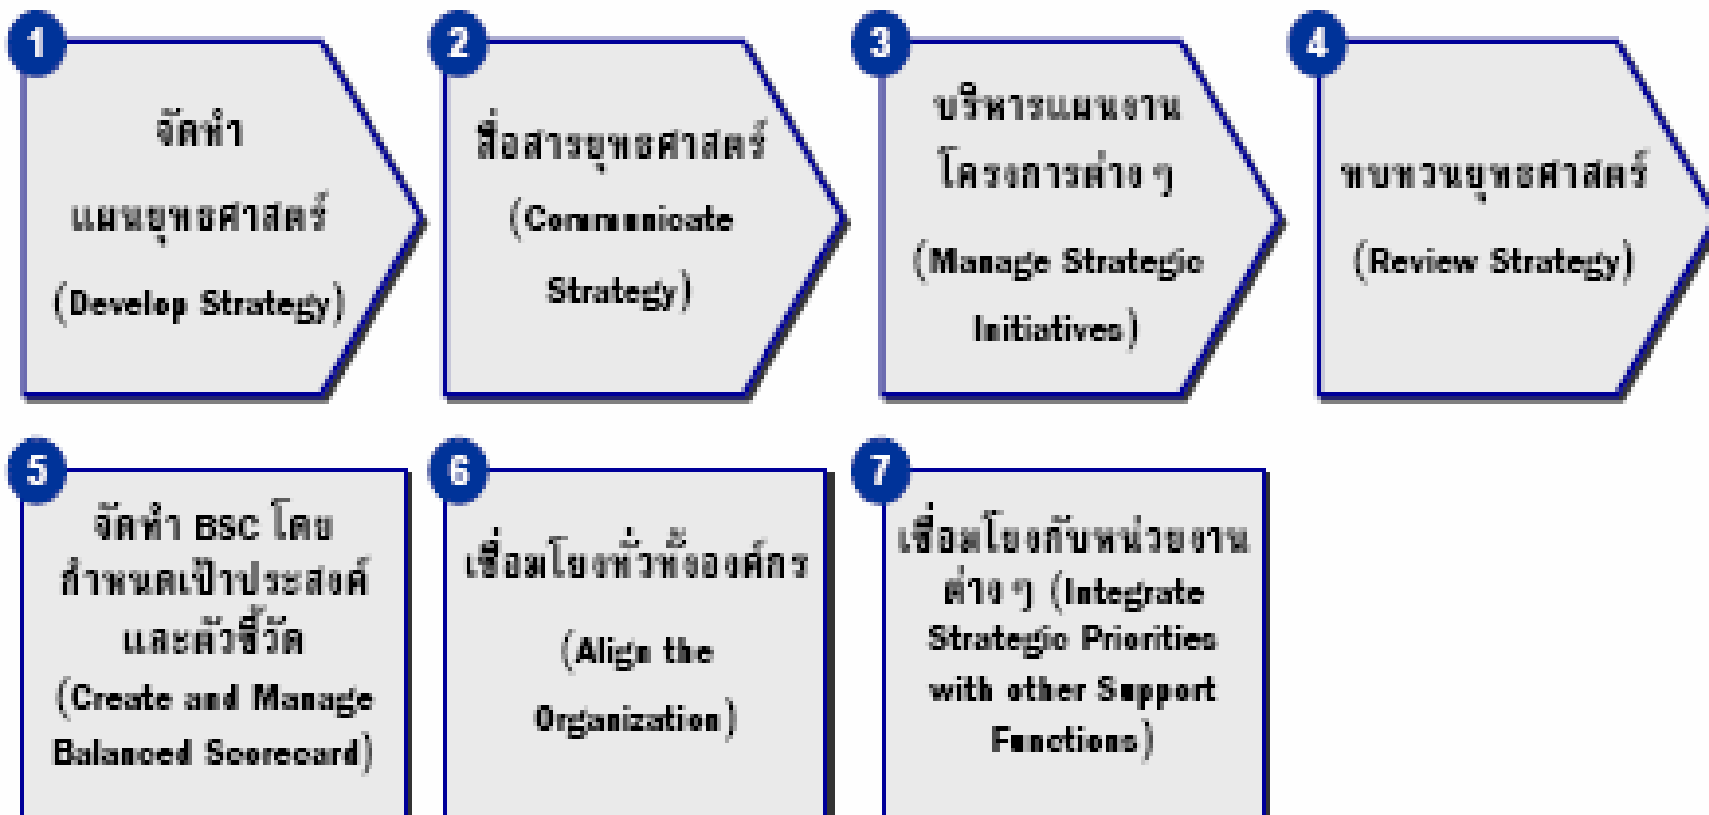 1
จัดทำ
แผนยุทธศาสตร์
(Develop Strategy)
2
สื่อสารยุทธศาสตร์
(Communicate
Strategy)
3
บริหารแผนงาน
โครงการต่าง ๆ
(Manage Strategic
Initiatives)
4
ทบทวนยุทธศาสตร์
(Review Strategy)
5
จัดทำ BSC โดย
กำหนดเป้าประสงค์
และตัวชี้วัด
(Create and Manage
Balanced Scorecard)
6
เชื่อมโยงทั่วทั้งองค์กร
(Align the
Organization)
7
เชื่อมโยงกับหน่วยงาน
ต่าง ๆ (Integrate
Strategic Priorities
with other Support
Functions)